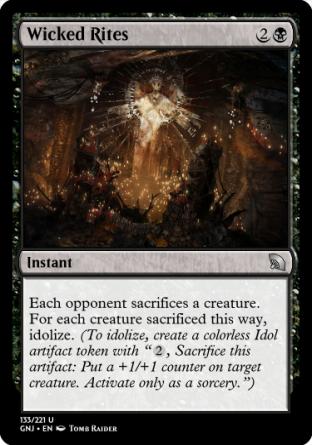 Wicked Rites 2
Instant
Each opponent sacrifices a creature.
For each creature sacrificed this way,
idolize. (To idolize, create a colorless Idol
artifact token with “2, Sacrifice this
artifact: Put a +1/+1 counter on target
creature. Activate only as a sorcery.”)
133/221 U
GNJ • EN Tomb Raider